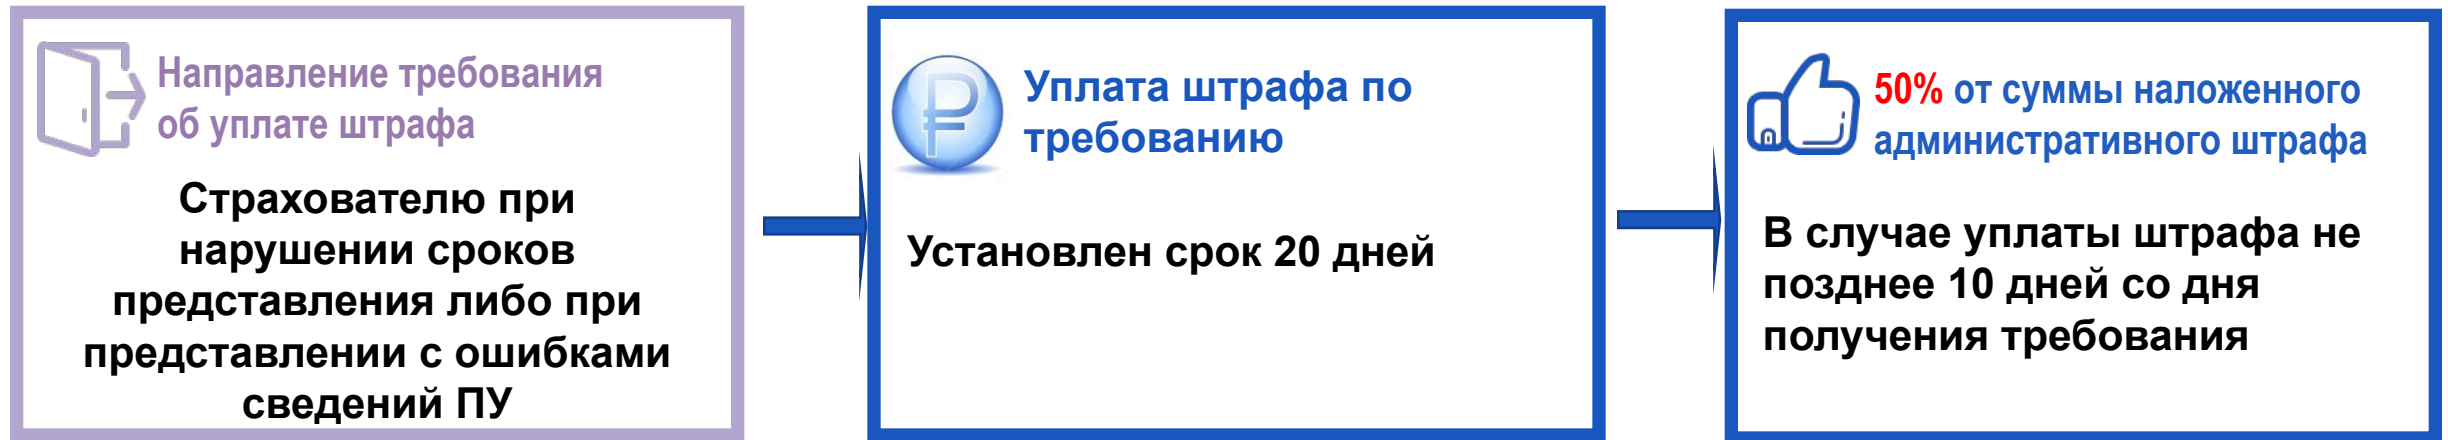 Направление требования
об уплате штрафа
Страхователю при
нарушении сроков
представления либо при
представлении с ошибками
сведений ПУ
Уплата штрафа по
требованию
Установлен срок 20 дней
50% от суммы наложенного
административного штрафа
В случае уплаты штрафа не
позднее 10 дней со дня
получения требования